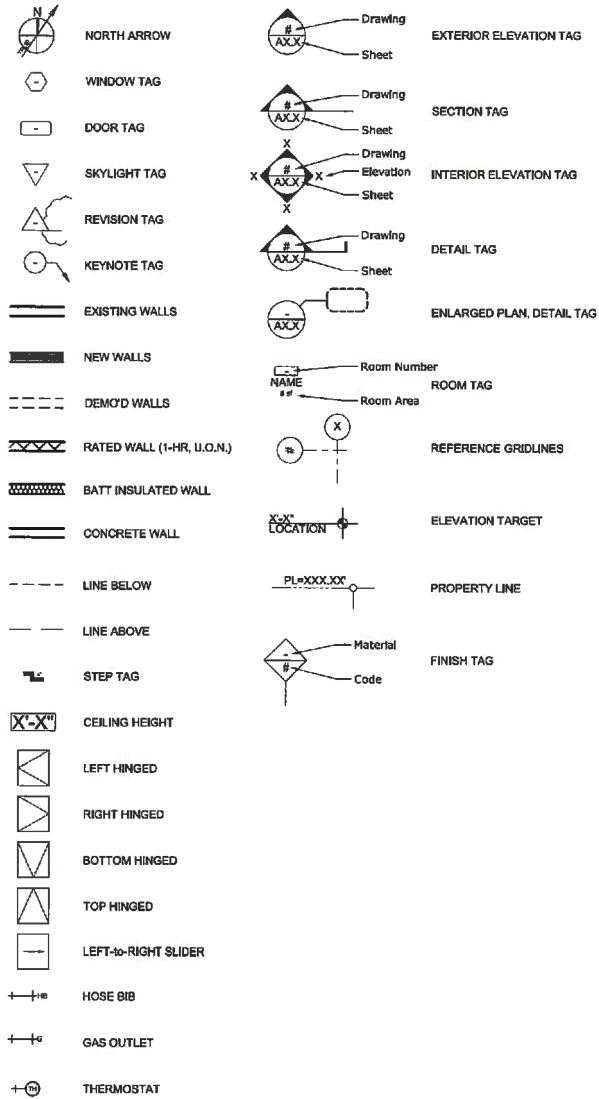 N
NORTH ARROW
-
WINDOW TAG
-
DOOR TAG
-
SKYLIGHT TAG
-
REVISION TAG
-
KEYNOTE TAG
EXISTING WALLS
NEW WALLS
DEMO'D WALLS
RATED WALL (1-HR, U.O.N.)
BATT INSULATED WALL
CONCRETE WALL
LINE BELOW
LINE ABOVE
STEP TAG
X'-X" CEILING HEIGHT
LEFT HINGED
RIGHT HINGED
BOTTOM HINGED
TOP HINGED
LEFT-to-RIGHT SLIDER
HB HOSE BIB
G GAS OUTLET
TH THERMOSTAT
Drawing
#
AX.X
Sheet
EXTERIOR ELEVATION TAG
Drawing
#
AX.X
Sheet
SECTION TAG
X
Drawing
#
X AX.X X Elevation
Sheet
X
INTERIOR ELEVATION TAG
Drawing
#
AX.X
Sheet
DETAIL TAG
-
AX.X
ENLARGED PLAN, DETAIL TAG
- Room Number
NAME
Room Area
ROOM TAG
X
#
REFERENCE GRIDLINES
X'-X"
LOCATION
ELEVATION TARGET
PL=XXX.XX'
PROPERTY LINE
Material
-
#
Code
FINISH TAG